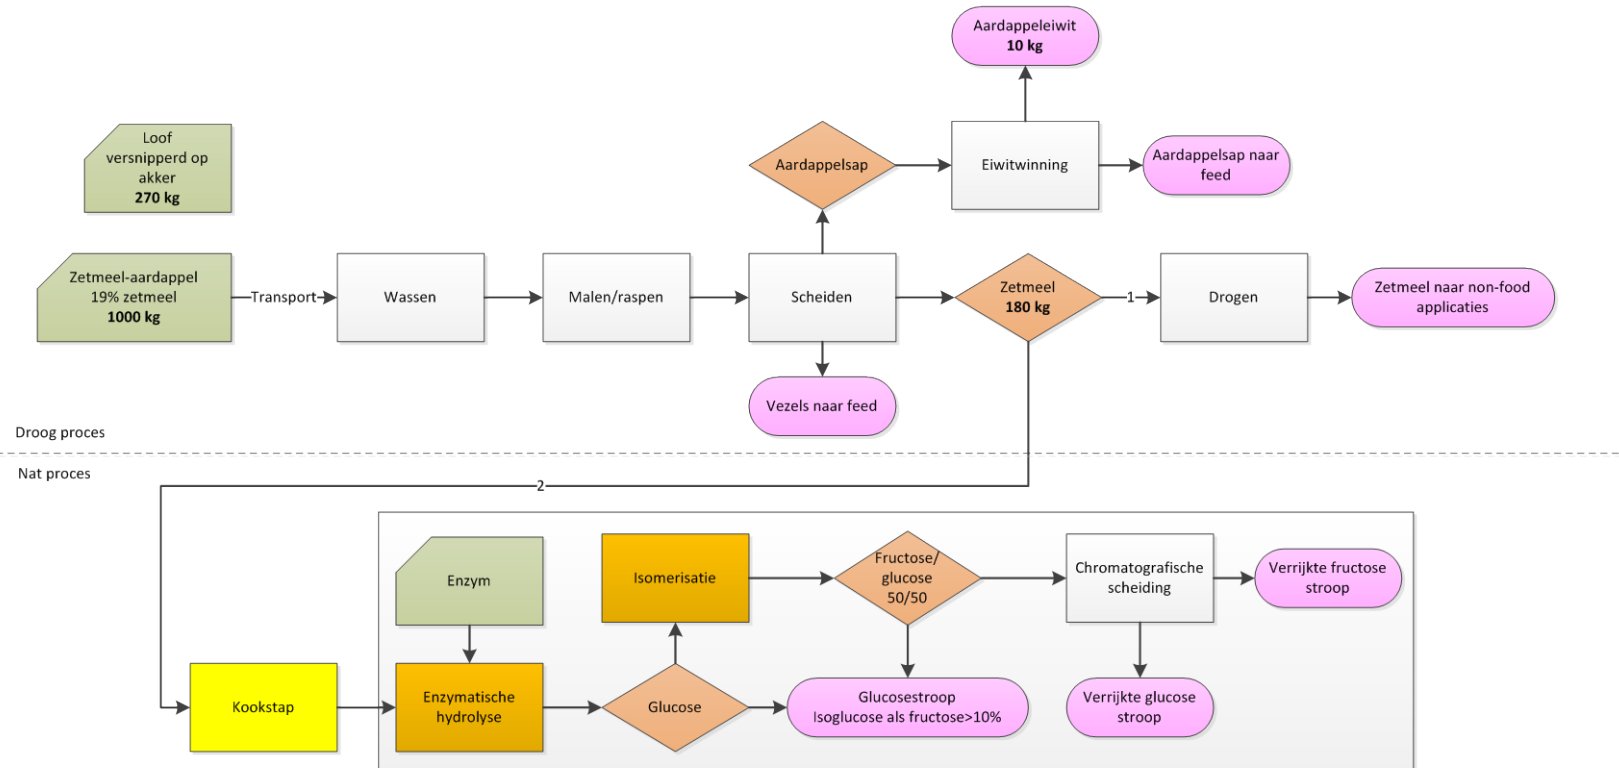 Aardappeleiwit
10 kg
Loof
versnipperd op
akker
270 kg
Aardappelsap
Eiwitwinning
Aardappelsap naar
feed
Zetmeel-aardappel
19% zetmeel
1000 kg
Transport
Wassen
Malen/raspen
Scheiden
Zetmeel
180 kg
1
Drogen
Zetmeel naar non-food
applicaties
Vezels naar feed
Droog proces
Nat proces
2
Enzym
Isomerisatie
Fructose/
glucose
50/50
Chromatografische
scheiding
Verrijkte fructose
stroop
Kookstap
Enzymatische
hydrolyse
Glucose
Glucosestroop
Isoglucose als fructose>10%
Verrijkte glucose
stroop